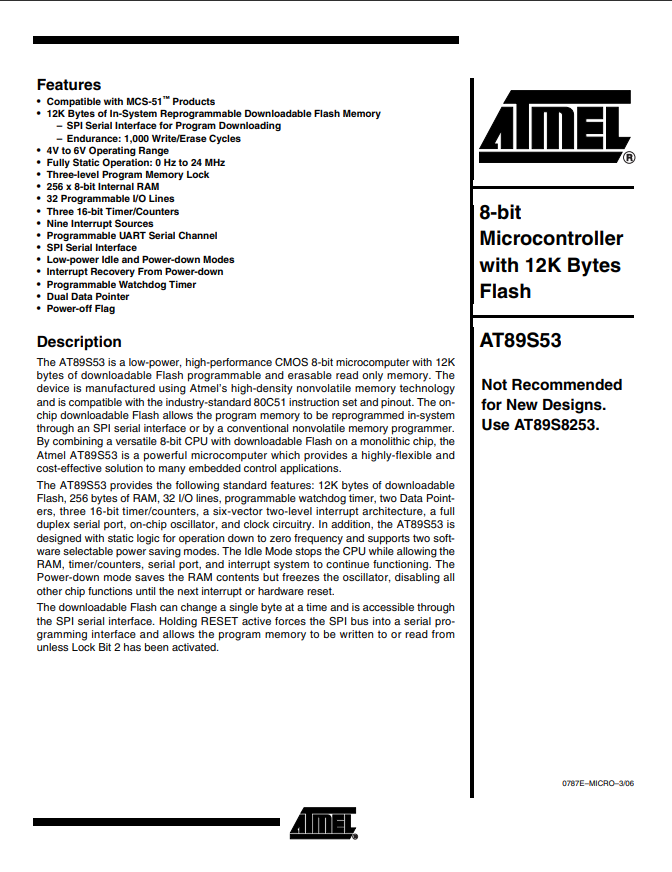 Features
• Compatible with MCS-51™ Products
• 12K Bytes of In-System Reprogrammable Downloadable Flash Memory
– SPI Serial Interface for Program Downloading
– Endurance: 1,000 Write/Erase Cycles
• 4V to 6V Operating Range
• Fully Static Operation: 0 Hz to 24 MHz
• Three-level Program Memory Lock
• 256 x 8-bit Internal RAM
• 32 Programmable I/O Lines
• Three 16-bit Timer/Counters
• Nine Interrupt Sources
• Programmable UART Serial Channel
• SPI Serial Interface
• Low-power Idle and Power-down Modes
• Interrupt Recovery From Power-down
• Programmable Watchdog Timer
• Dual Data Pointer
• Power-off Flag
Description
The AT89S53 is a low-power, high-performance CMOS 8-bit microcomputer with 12K
bytes of downloadable Flash programmable and erasable read only memory. The
device is manufactured using Atmel's high-density nonvolatile memory technology
and is compatible with the industry-standard 80C51 instruction set and pinout. The on-
chip downloadable Flash allows the program memory to be reprogrammed in-system
through an SPI serial interface or by a conventional nonvolatile memory programmer.
By combining a versatile 8-bit CPU with downloadable Flash on a monolithic chip, the
Atmel AT89S53 is a powerful microcomputer which provides a highly-flexible and
cost-effective solution to many embedded control applications.
The AT89S53 provides the following standard features: 12K bytes of downloadable
Flash, 256 bytes of RAM, 32 I/O lines, programmable watchdog timer, two Data Point-
ers, three 16-bit timer/counters, a six-vector two-level interrupt architecture, a full
duplex serial port, on-chip oscillator, and clock circuitry. In addition, the AT89S53 is
designed with static logic for operation down to zero frequency and supports two soft-
ware selectable power saving modes. The Idle Mode stops the CPU while allowing the
RAM, timer/counters, serial port, and interrupt system to continue functioning. The
Power-down mode saves the RAM contents but freezes the oscillator, disabling all
other chip functions until the next interrupt or hardware reset.
The downloadable Flash can change a single byte at a time and is accessible through
the SPI serial interface. Holding RESET active forces the SPI bus into a serial pro-
gramming interface and allows the program memory to be written to or read from
unless Lock Bit 2 has been activated.
ATMEL®
8-bit
Microcontroller
with 12K Bytes
Flash
AT89S53
Not Recommended
for New Designs.
Use AT89S8253.
0787E–MICRO–3/06
ATMEL®